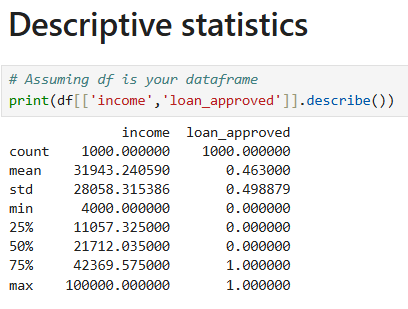 Descriptive statistics
# Assuming df is your dataframe
print(df[['income','loan_approved']].describe())
income loan_approved
count 1000.000000 1000.000000
mean 31943.240590 0.463000
std 28058.315386 0.498879
min 4000.000000 0.000000
25% 11057.325000 0.000000
50% 21712.035000 0.000000
75% 42369.575000 1.000000
max 100000.000000 1.000000